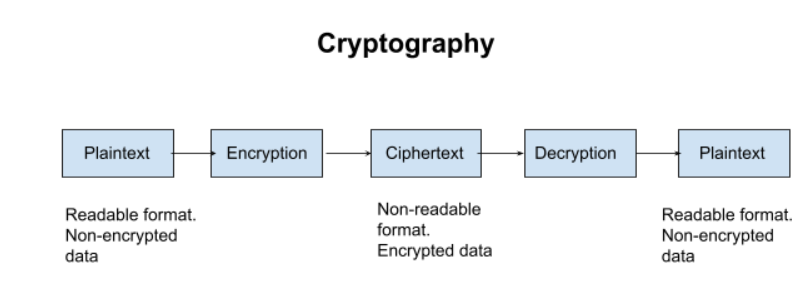 Cryptography
Plaintext
Encryption
Ciphertext
Decryption
Plaintext
Readable format.
Non-encrypted
data
Non-readable
format.
Encrypted data
Readable format.
Non-encrypted
data